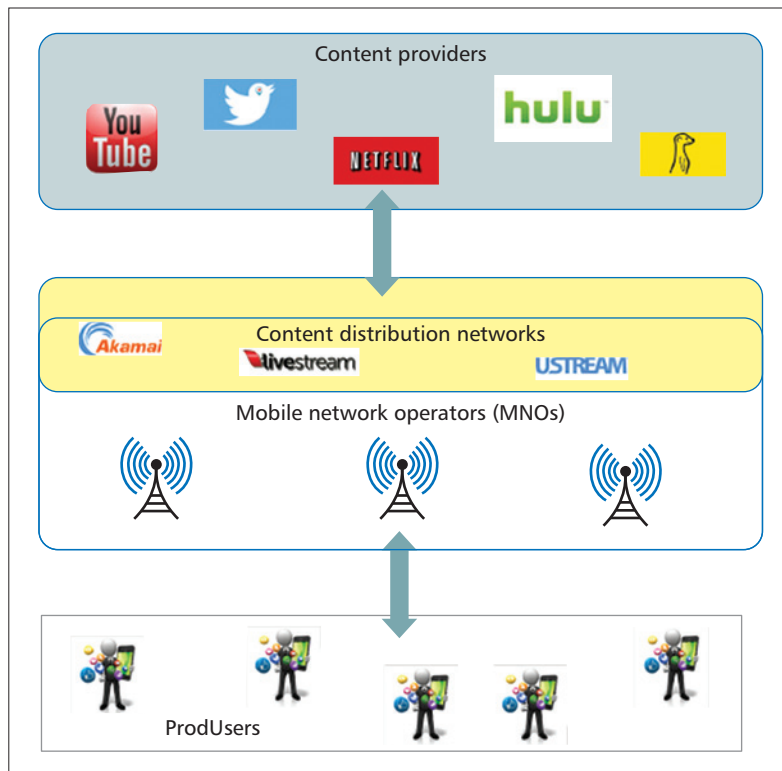 Content providers
You
Tube
NETFLIX
hulu
Akamai
Content distribution networks
livestream
USTREAM
Mobile network operators (MNOs)
ProdUsers